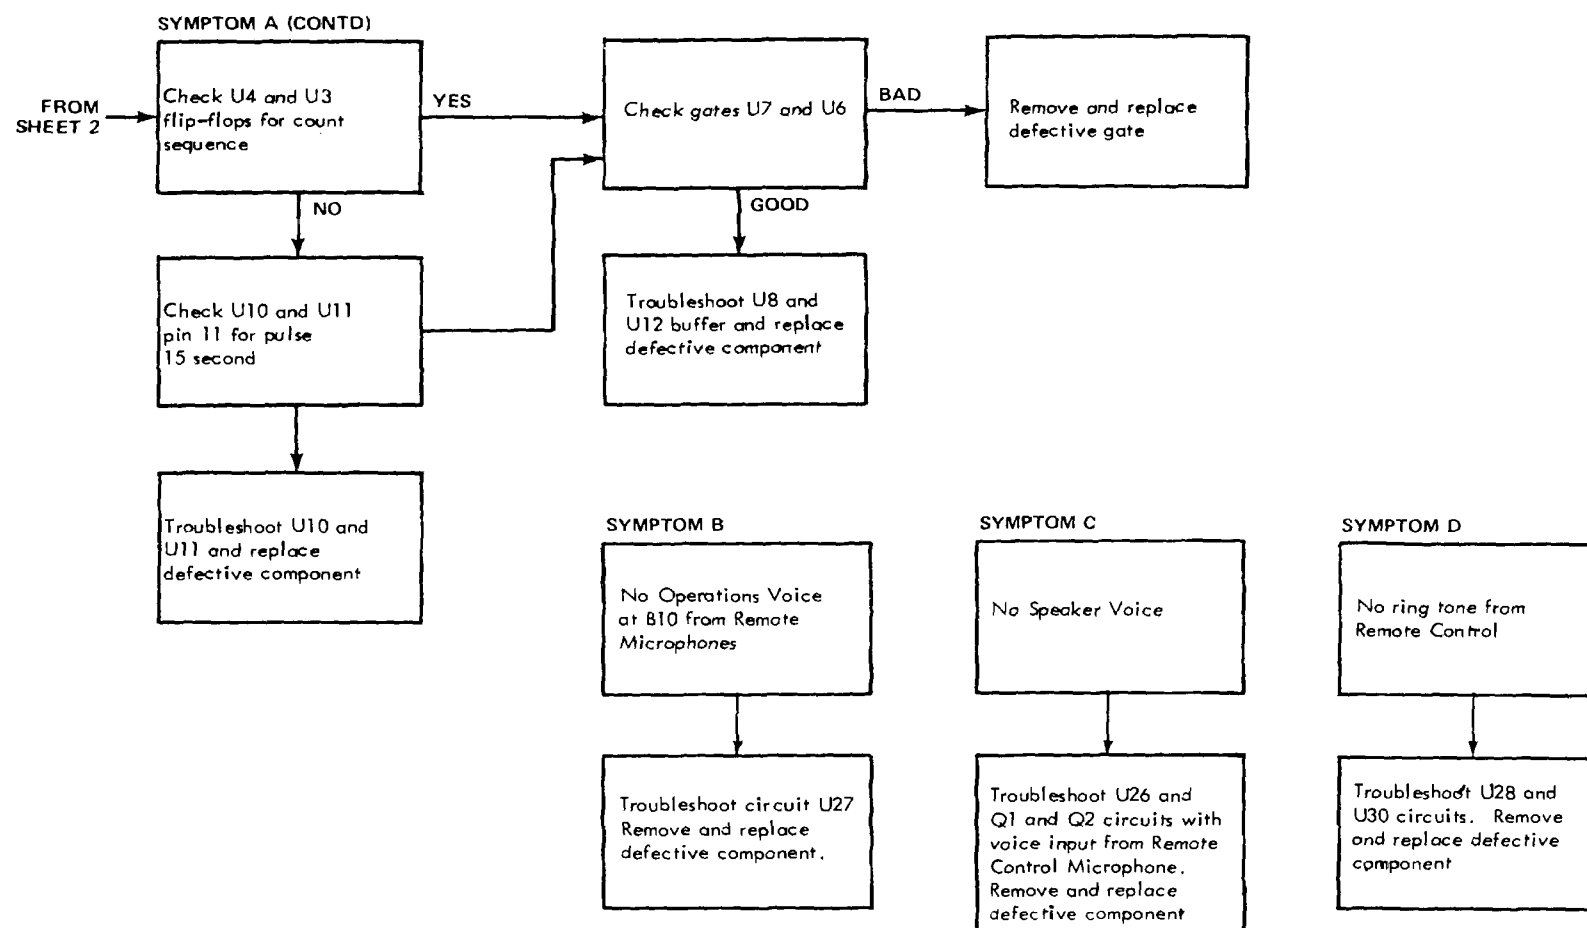 SYMPTOM A (CONTD)
FROM
SHEET 2
Check U4 and U3
flip-flops for count
sequence
YES
Check gates U7 and U6
BAD
Remove and replace
defective gate
NO
GOOD
Check U10 and U11
pin 11 for pulse
15 second
Troubleshoot U8 and
U12 buffer and replace
defective component
Troubleshoot U10 and
U11 and replace
defective component
SYMPTOM B
No Operations Voice
at B10 from Remote
Microphones
Troubleshoot circuit U27
Remove and replace
defective component.
SYMPTOM C
No Speaker Voice
Troubleshoot U26 and
Q1 and Q2 circuits with
voice input from Remote
Control Microphone.
Remove and replace
defective component
SYMPTOM D
No ring tone from
Remote Control
Troubleshoot U28 and
U30 circuits. Remove
and replace defective
component